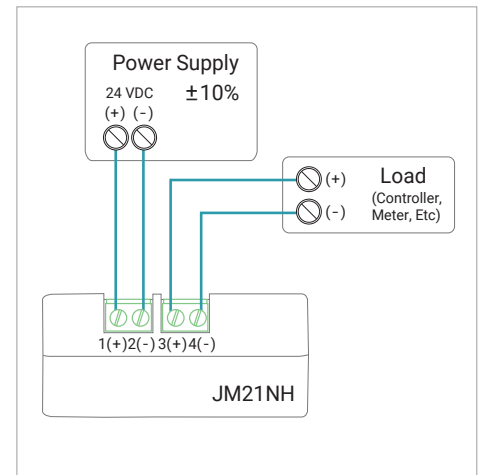 Power Supply
24 VDC ±10%
(+) (-)
(+) Load
(Controller,
(-) Meter, Etc)
1(+)2(-) 3(+)4(-)
JM21NH